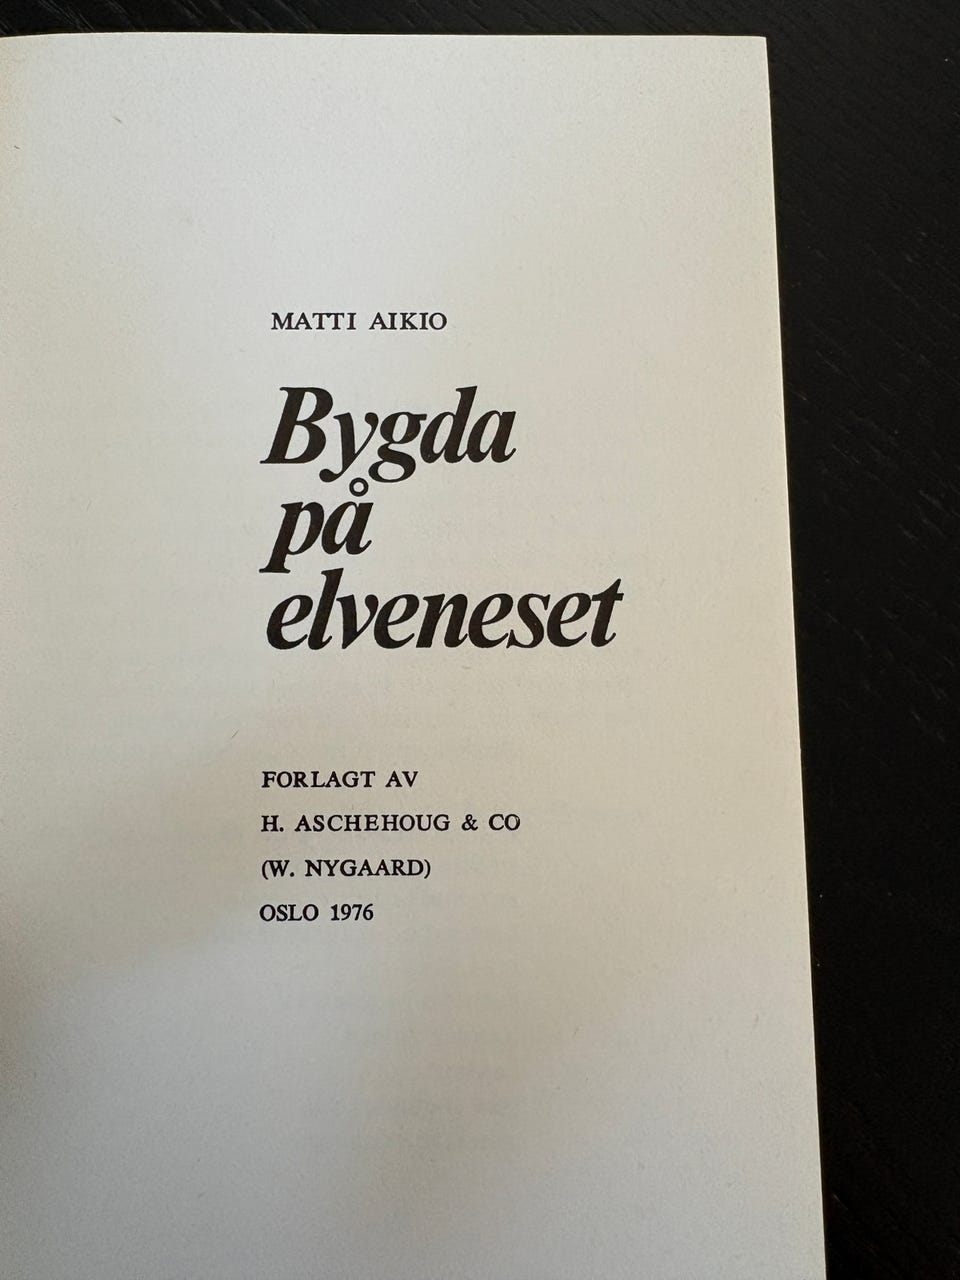 MATTI AIKIO
Bygda
på
elveneset
FORLAGT AV
H. ASCHEHOUG & CO
(W. NYGAARD)
OSLO 1976